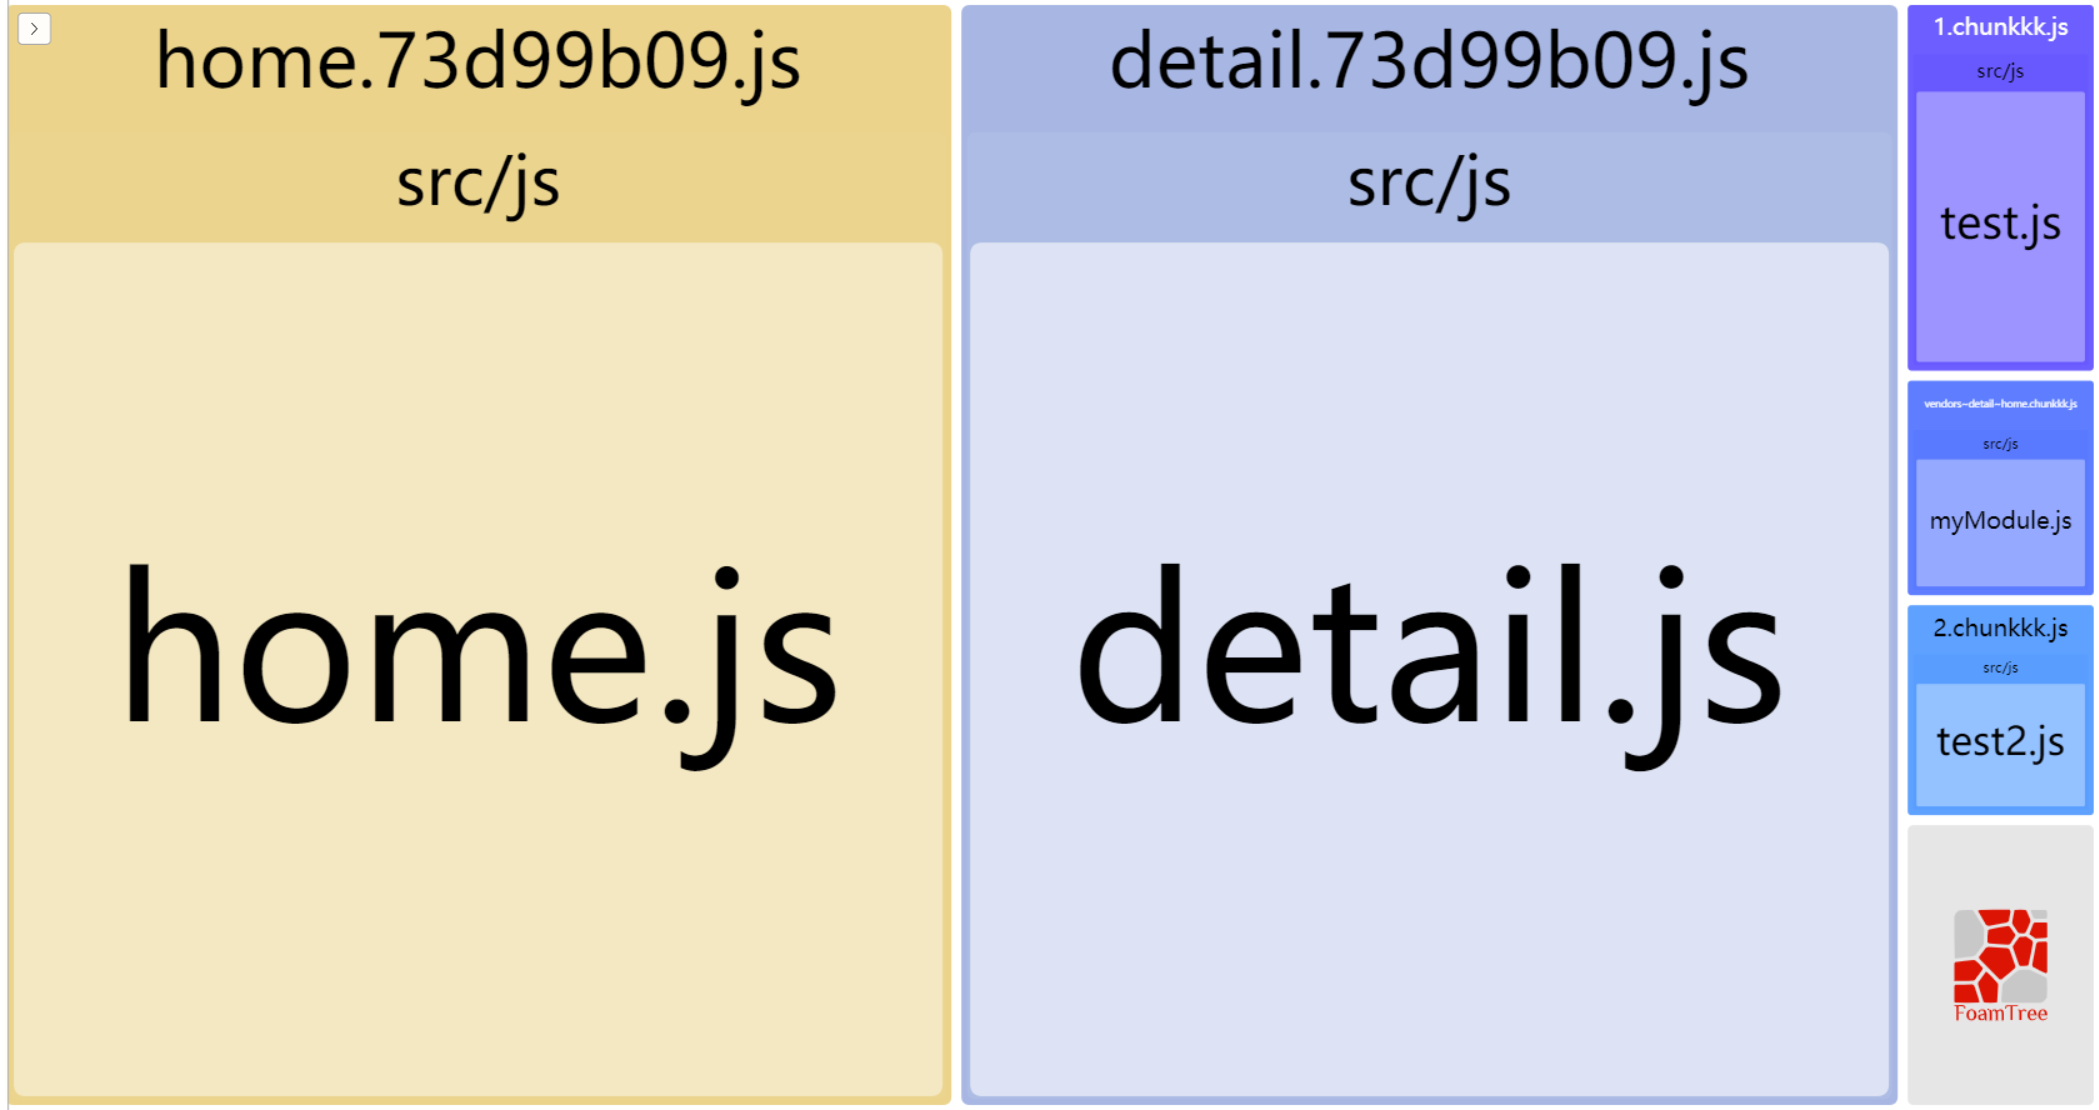 home.73d99b09.js
src/js
home.js
detail.73d99b09.js
src/js
detail.js
1.chunkkk.js
src/js
test.js
vendors~detail~home.chunkkk.js
src/js
myModule.js
2.chunkkk.js
src/js
test2.js
FoamTree